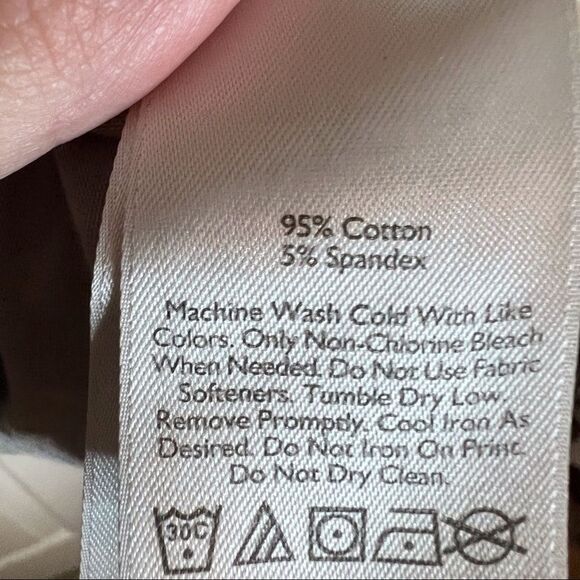 95% Cotton
5% Spandex
Machine Wash Cold With Like
Colors. Only Non-Chlorine Bleach
When Needed. Do Not Use Fabric
Softeners. Tumble Dry Low.
Remove Promptly. Cool Iron As
Desired. Do Not Iron On Print.
Do Not Dry Clean.
30C